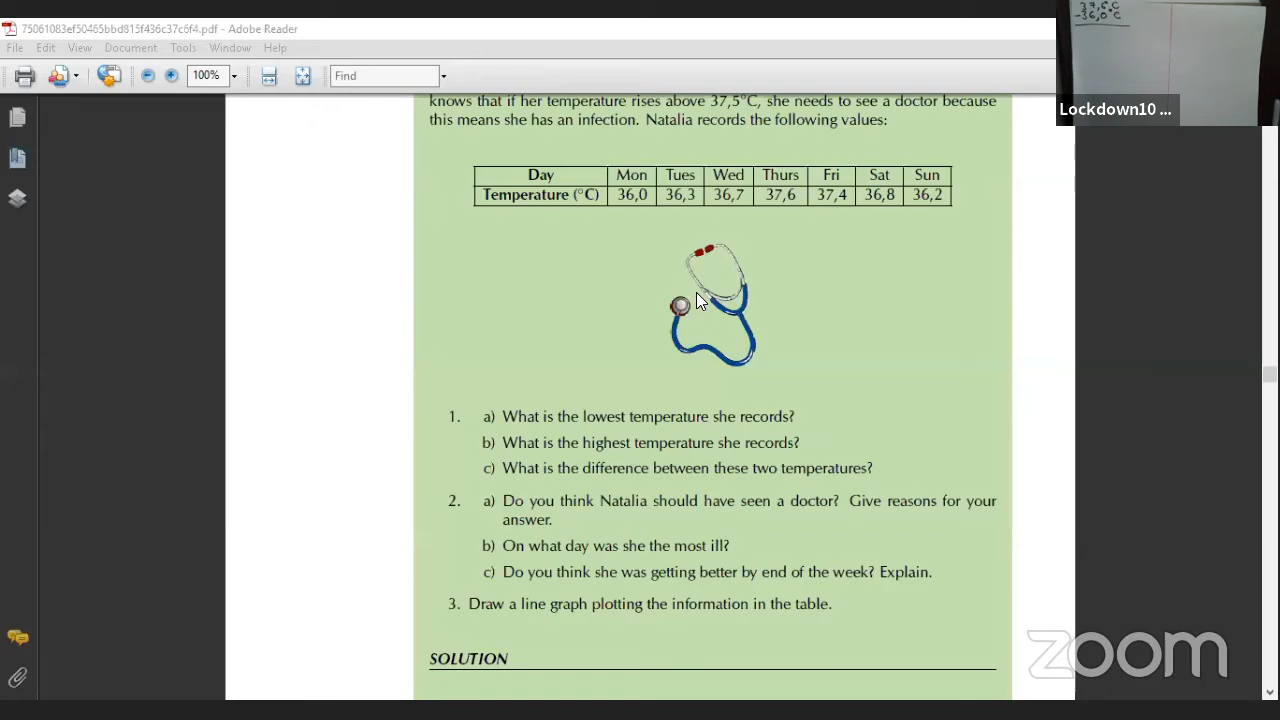 75061083ef50465bbd815f436c37c6f4.pdf - Adobe Reader
File Edit View Document Tools Window Help
100%
Find
37,6°C
-36,0°C
Lockdown10 ...
knows that if her temperature rises above 37,5°C, she needs to see a doctor because
this means she has an infection. Natalia records the following values:
Day Mon Tues Wed Thurs Fri Sat Sun
Temperature (°C) 36,0 36,3 36,7 37,6 37,4 36,8 36,2
1. a) What is the lowest temperature she records?
b) What is the highest temperature she records?
c) What is the difference between these two temperatures?
2. a) Do you think Natalia should have seen a doctor? Give reasons for your
answer.
b) On what day was she the most ill?
c) Do you think she was getting better by end of the week? Explain.
3. Draw a line graph plotting the information in the table.
SOLUTION
zoom